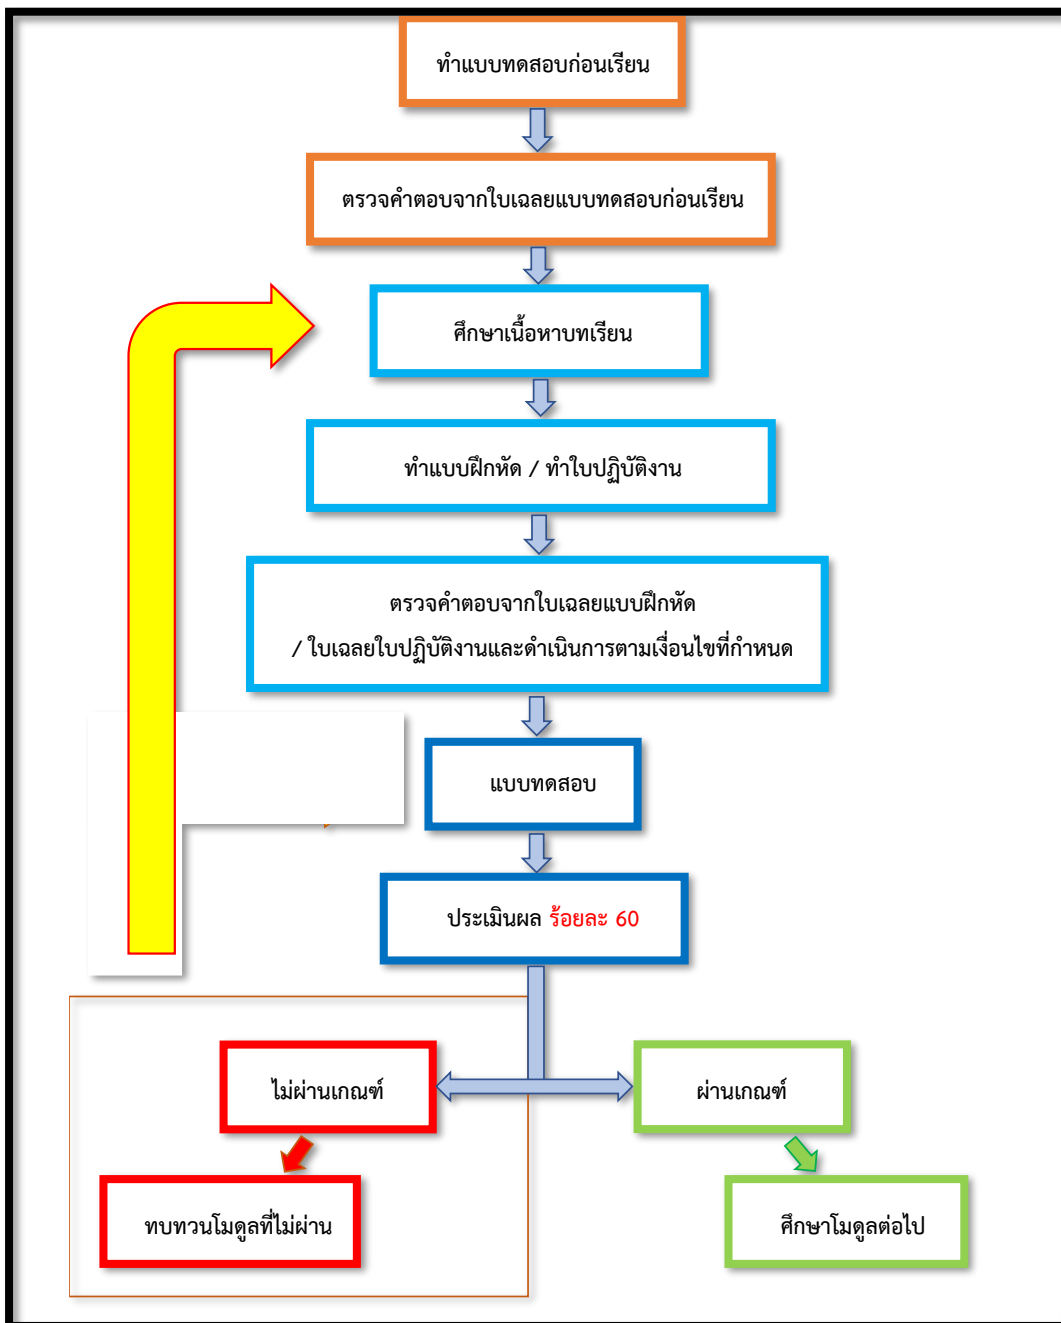 ทำแบบทดสอบก่อนเรียน
ตรวจคำตอบจากใบเฉลยแบบทดสอบก่อนเรียน
ศึกษาเนื้อหาบทเรียน
ทำแบบฝึกหัด / ทำใบปฏิบัติงาน
ตรวจคำตอบจากใบเฉลยแบบฝึกหัด
/ ใบเฉลยใบปฏิบัติงานและดำเนินการตามเงื่อนไขที่กำหนด
แบบทดสอบ
ประเมินผล ร้อยละ 60
ไม่ผ่านเกณฑ์
ผ่านเกณฑ์
ทบทวนโมดูลที่ไม่ผ่าน
ศึกษาโมดูลต่อไป